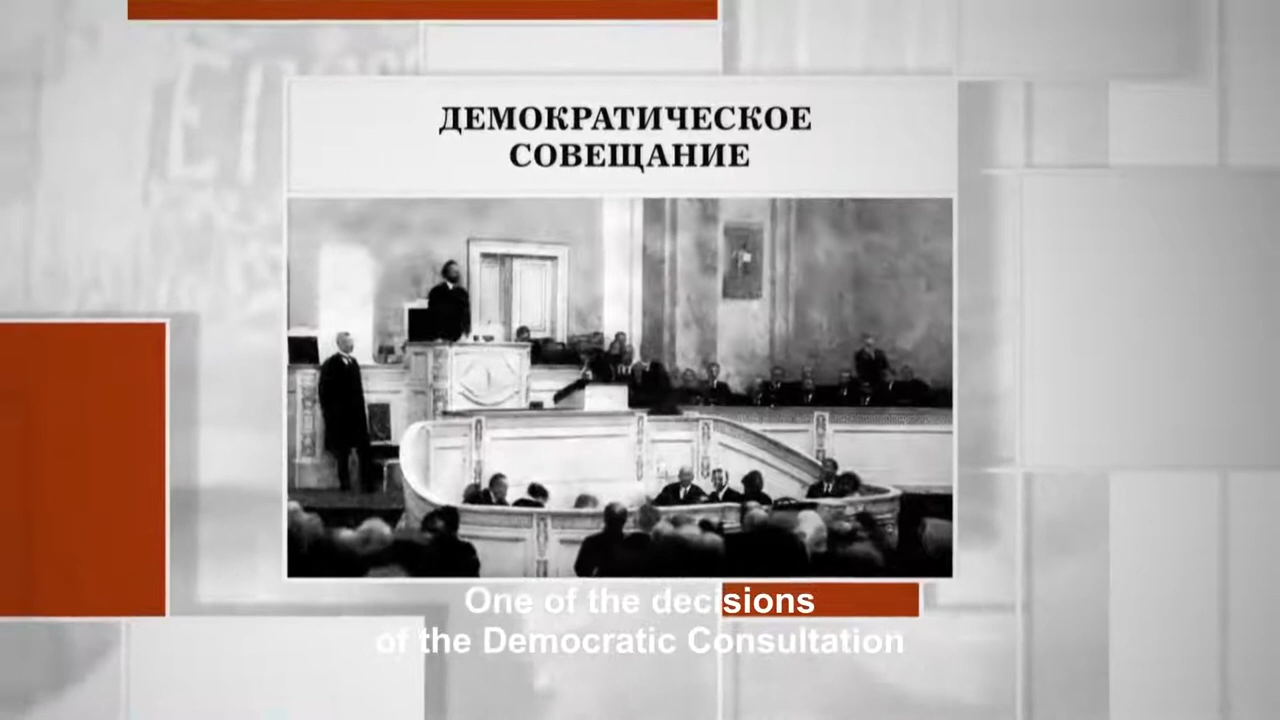 ДЕМОКРАТИЧЕСКОЕ
СОВЕЩАНИЕ
One of the decisions
of the Democratic Consultation